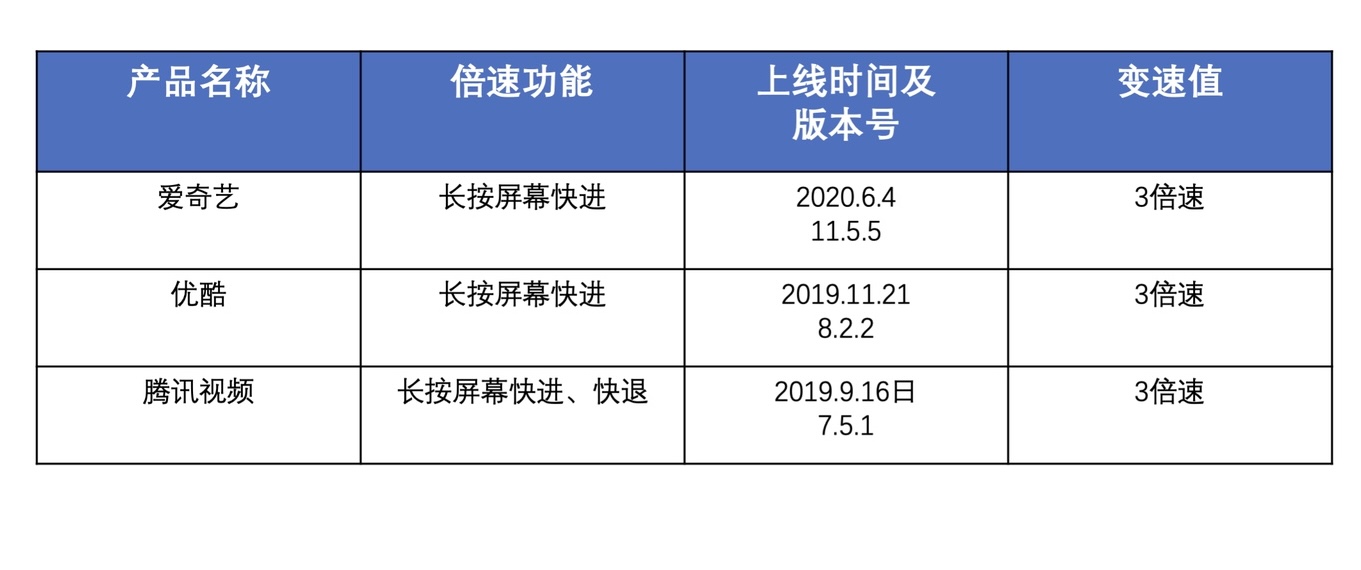 产品名称
倍速功能
上线时间及
版本号
变速值
爱奇艺
长按屏幕快进
2020.6.4
11.5.5
3倍速
优酷
长按屏幕快进
2019.11.21
8.2.2
3倍速
腾讯视频
长按屏幕快进、快退
2019.9.16日
7.5.1
3倍速